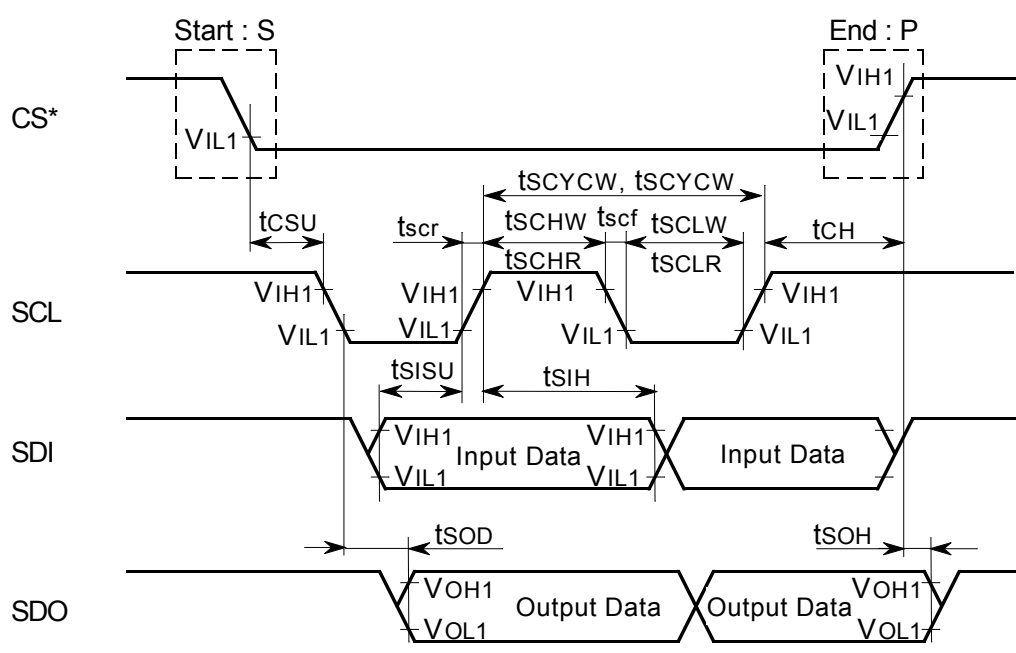 Start : S End : P
VIH1
CS* VIL1 VIL1
tSCYCW, tSCYCW
tCSU tscr tSCHW tscf tSCLW tCH
tSCHR tSCLR
VIH1 VIH1 VIH1 VIH1
SCL
VIL1 VIL1 VIL1 VIL1
tSISU tSIH
VIH1 VIH1
SDI Input Data Input Data
VIL1 VIL1
tSOD tSOH
VOH1 VOH1
SDO Output Data Output Data
VOL1 VOL1